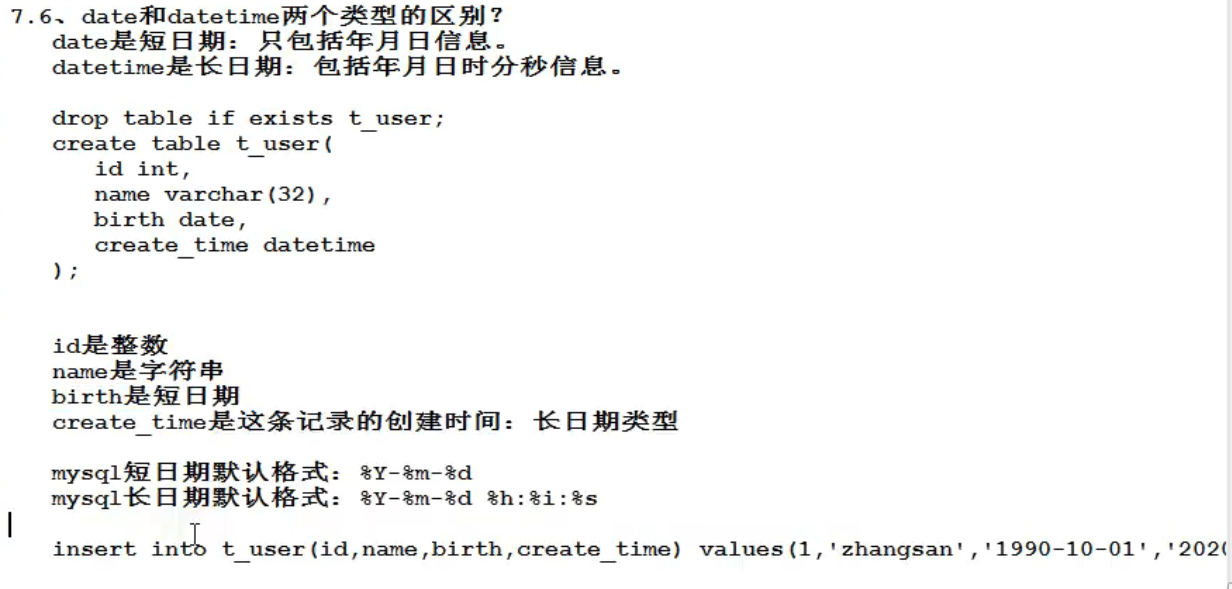 7.6、date和datetime两个类型的区别？
date是短日期：只包括年月日信息。
datetime是长日期：包括年月日时分秒信息。
drop table if exists t_user;
create table t_user(
id int,
name varchar(32),
birth date,
create_time datetime
);
id是整数
name是字符串
birth是短日期
create_time是这条记录的创建时间：长日期类型
mysql短日期默认格式：%Y-%m-%d
mysql长日期默认格式：%Y-%m-%d %h:%i:%s
insert into t_user(id,name,birth,create_time) values(1,'zhangsan','1990-10-01','2020